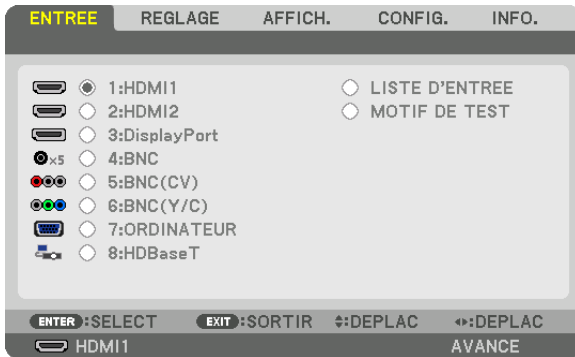 ENTREE REGLAGE AFFICH. CONFIG. INFO.
1:HDMI1 LISTE D'ENTREE
2:HDMI2 MOTIF DE TEST
3:DisplayPort
×5 4:BNC
5:BNC(CV)
6:BNC(Y/C)
7:ORDINATEUR
8:HDBaseT
ENTER :SELECT EXIT :SORTIR :DEPLAC :DEPLAC
HDMI1 AVANCE